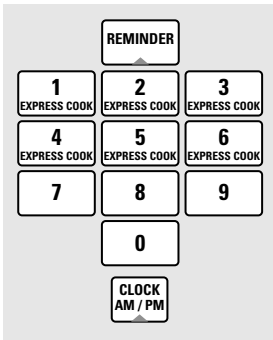 REMINDER
1 2 3
EXPRESS COOK EXPRESS COOK EXPRESS COOK
4 5 6
EXPRESS COOK EXPRESS COOK EXPRESS COOK
7 8 9
0
CLOCK
AM / PM